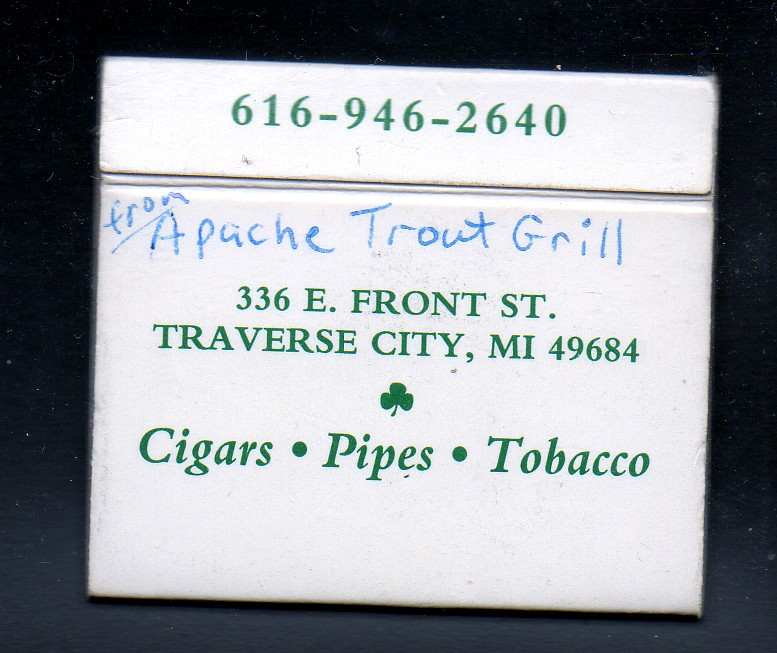 616-946-2640
from Apache Trout Grill
336 E. FRONT ST.
TRAVERSE CITY, MI 49684
Cigars • Pipes • Tobacco